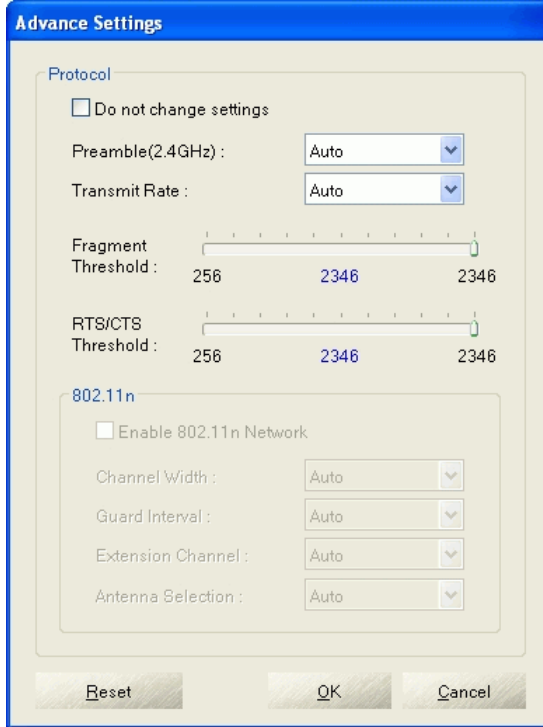 Advance Settings
Protocol
Do not change settings
Preamble(2.4GHz) : Auto
Transmit Rate : Auto
Fragment
Threshold :
256 2346 2346
RTS/CTS
Threshold :
256 2346 2346
802.11n
Enable 802.11n Network
Channel Width : Auto
Guard Interval : Auto
Extension Channel : Auto
Antenna Selection : Auto
Reset OK Cancel